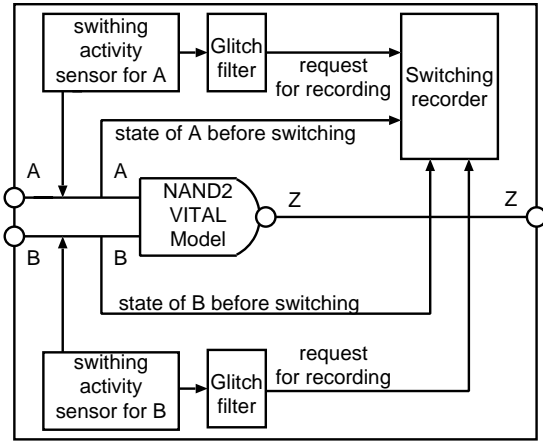 swithing
activity
sensor for A
Glitch
filter
request
for recording
Switching
recorder
state of A before switching
A
A
NAND2
VITAL
Model
Z
Z
B
B
state of B before switching
swithing
activity
sensor for B
Glitch
filter
request
for recording